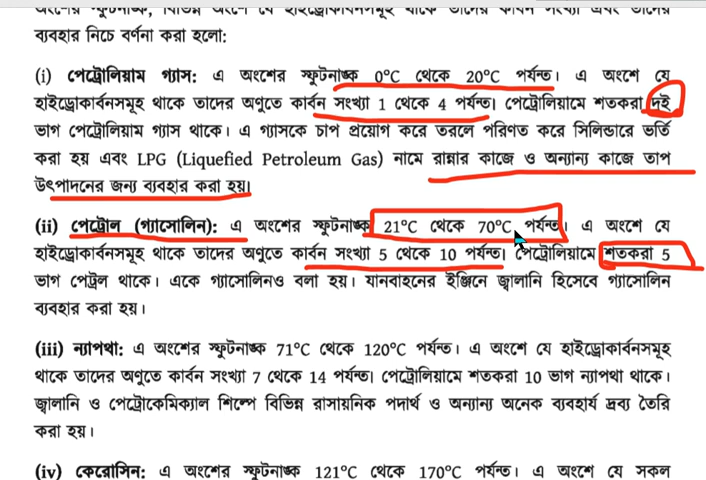 অংশের স্ফুটনাঙ্ক, বিভিন্ন অংশে যে হাইড্রোকার্বনসমূহ থাকে তাদের কার্বন সংখ্যা এবং তাদের
ব্যবহার নিচে বর্ণনা করা হলো:
(i) পেট্রোলিয়াম গ্যাস: এ অংশের স্ফুটনাঙ্ক 0°C থেকে 20°C পর্যন্ত। এ অংশে যে
হাইড্রোকার্বনসমূহ থাকে তাদের অণুতে কার্বন সংখ্যা 1 থেকে 4 পর্যন্ত। পেট্রোলিয়ামে শতকরা দুই
ভাগ পেট্রোলিয়াম গ্যাস থাকে। এ গ্যাসকে চাপ প্রয়োগ করে তরলে পরিণত করে সিলিন্ডারে ভর্তি
করা হয় এবং LPG (Liquefied Petroleum Gas) নামে রান্নার কাজে ও অন্যান্য কাজে তাপ
উৎপাদনের জন্য ব্যবহার করা হয়।
(ii) পেট্রোল (গ্যাসোলিন): এ অংশের স্ফুটনাঙ্ক 21°C থেকে 70°C পর্যন্ত। এ অংশে যে
হাইড্রোকার্বনসমূহ থাকে তাদের অণুতে কার্বন সংখ্যা 5 থেকে 10 পর্যন্ত। পেট্রোলিয়ামে শতকরা 5
ভাগ পেট্রল থাকে। একে গ্যাসোলিনও বলা হয়। যানবাহনের ইঞ্জিনে জ্বালানি হিসেবে গ্যাসোলিন
ব্যবহার করা হয়।
(iii) ন্যাপথা: এ অংশের স্ফুটনাঙ্ক 71°C থেকে 120°C পর্যন্ত। এ অংশে যে হাইড্রোকার্বনসমূহ
থাকে তাদের অণুতে কার্বন সংখ্যা 7 থেকে 14 পর্যন্ত। পেট্রোলিয়ামে শতকরা 10 ভাগ ন্যাপথা থাকে।
জ্বালানি ও পেট্রোকেমিক্যাল শিল্পে বিভিন্ন রাসায়নিক পদার্থ ও অন্যান্য অনেক ব্যবহার্য দ্রব্য তৈরি
করা হয়।
(iv) কেরোসিন: এ অংশের স্ফুটনাঙ্ক 121°C থেকে 170°C পর্যন্ত। এ অংশে যে সকল